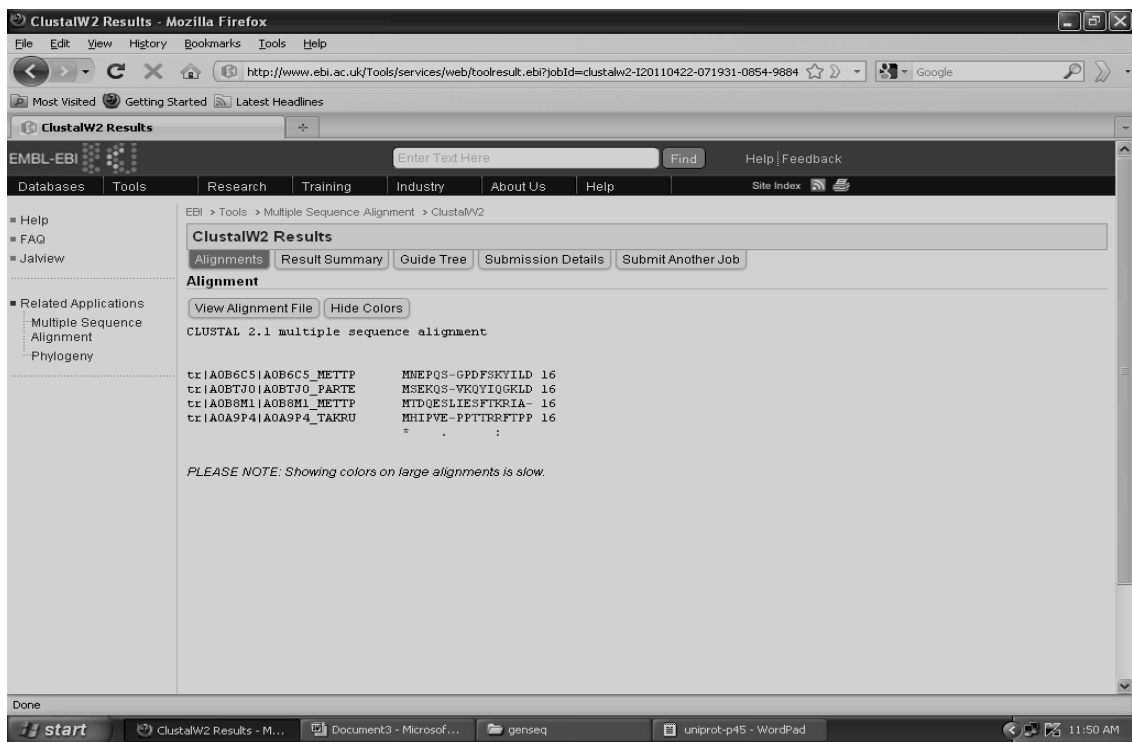 ClustalW2 Results - Mozilla Firefox
File Edit View History Bookmarks Tools Help
http://www.ebi.ac.uk/Tools/services/web/toolresult.ebi?jobId=clustalw2-I20110422-071931-0854-9884 Google
Most Visited Getting Started Latest Headlines
ClustalW2 Results
EMBL-EBI Enter Text Here Find Help Feedback
Databases Tools Research Training Industry About Us Help Site Index
EBI > Tools > Multiple Sequence Alignment > ClustalW2
Help
FAQ
Jalview
Related Applications
Multiple Sequence
Alignment
Phylogeny
ClustalW2 Results
Alignments Result Summary Guide Tree Submission Details Submit Another Job
Alignment
View Alignment File Hide Colors
CLUSTAL 2.1 multiple sequence alignment
tr|A0B6C5|A0B6C5_METTP MNEPQS-GPDFSKYILD 16
tr|A0BTJ0|A0BTJ0_PARTE MSEKQS-VKQYIQGKLD 16
tr|A0B8M1|A0B8M1_METTP MTDQESLIESFTKRIA- 16
tr|A0A9P4|A0A9P4_TAKRU MHIPVE-PPTTRRFTPP 16
* . :
PLEASE NOTE: Showing colors on large alignments is slow.
Done
start ClustalW2 Results - M... Document3 - Microsof... genseq uniprot-p45 - WordPad 11:50 AM